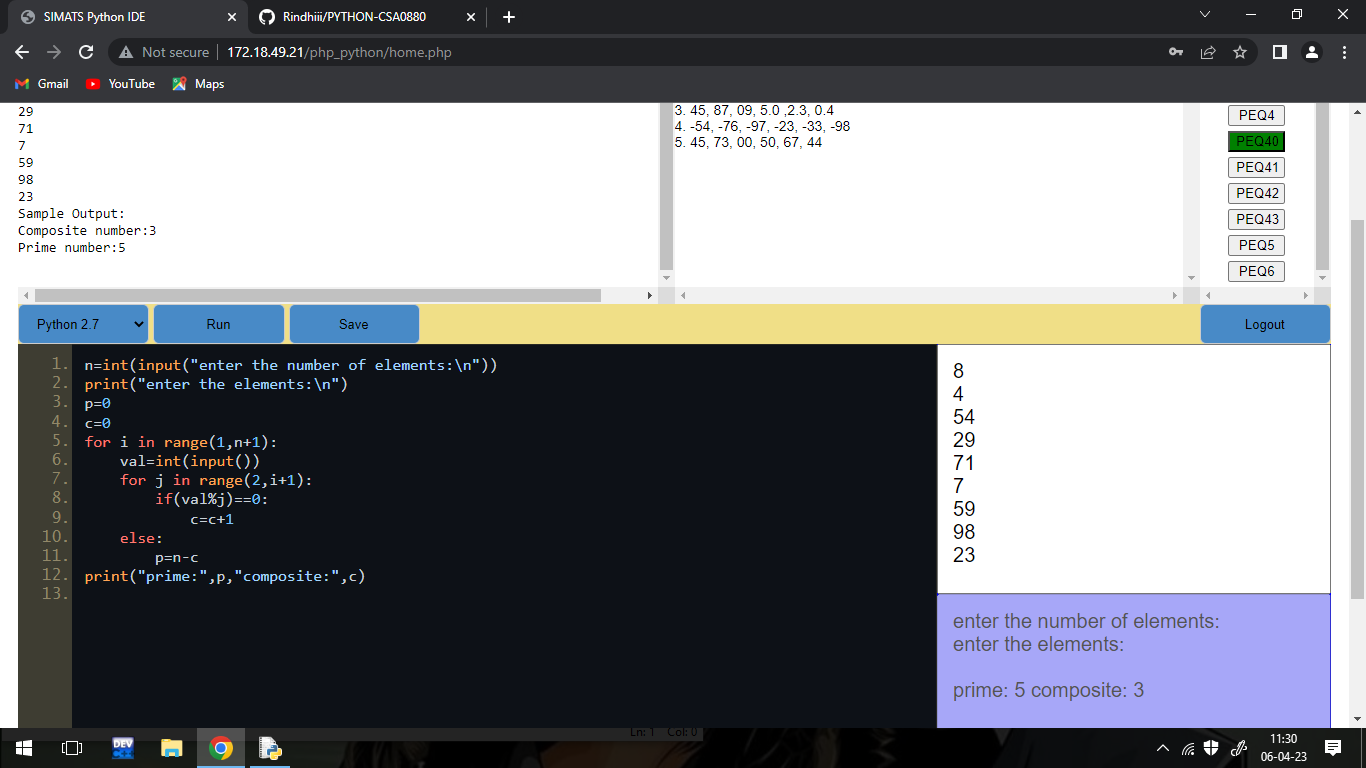 SIMATS Python IDE
Rindhiii/PYTHON-CSA0880
Not secure
172.18.49.21/php_python/home.php
Gmail
YouTube
Maps
29
71
7
59
98
23
Sample Output:
Composite number:3
Prime number:5
3. 45, 87, 09, 5.0 ,2.3, 0.4
4. -54, -76, -97, -23, -33, -98
5. 45, 73, 00, 50, 67, 44
PEQ4
PEQ40
PEQ41
PEQ42
PEQ43
PEQ5
PEQ6
Python 2.7
Run
Save
Logout
1. n=int(input("enter the number of elements:\n"))
2. print("enter the elements:\n")
3. p=0
4. c=0
5. for i in range(1,n+1):
6.     val=int(input())
7.     for j in range(2,i+1):
8.         if(val%j)==0:
9.             c=c+1
10.     else:
11.         p=n-c
12. print("prime:",p,"composite:",c)
13.
8
4
54
29
71
7
59
98
23
enter the number of elements:
enter the elements:
prime: 5 composite: 3
Ln: 1 Col: 0
DEV
C++
11:30
06-04-23